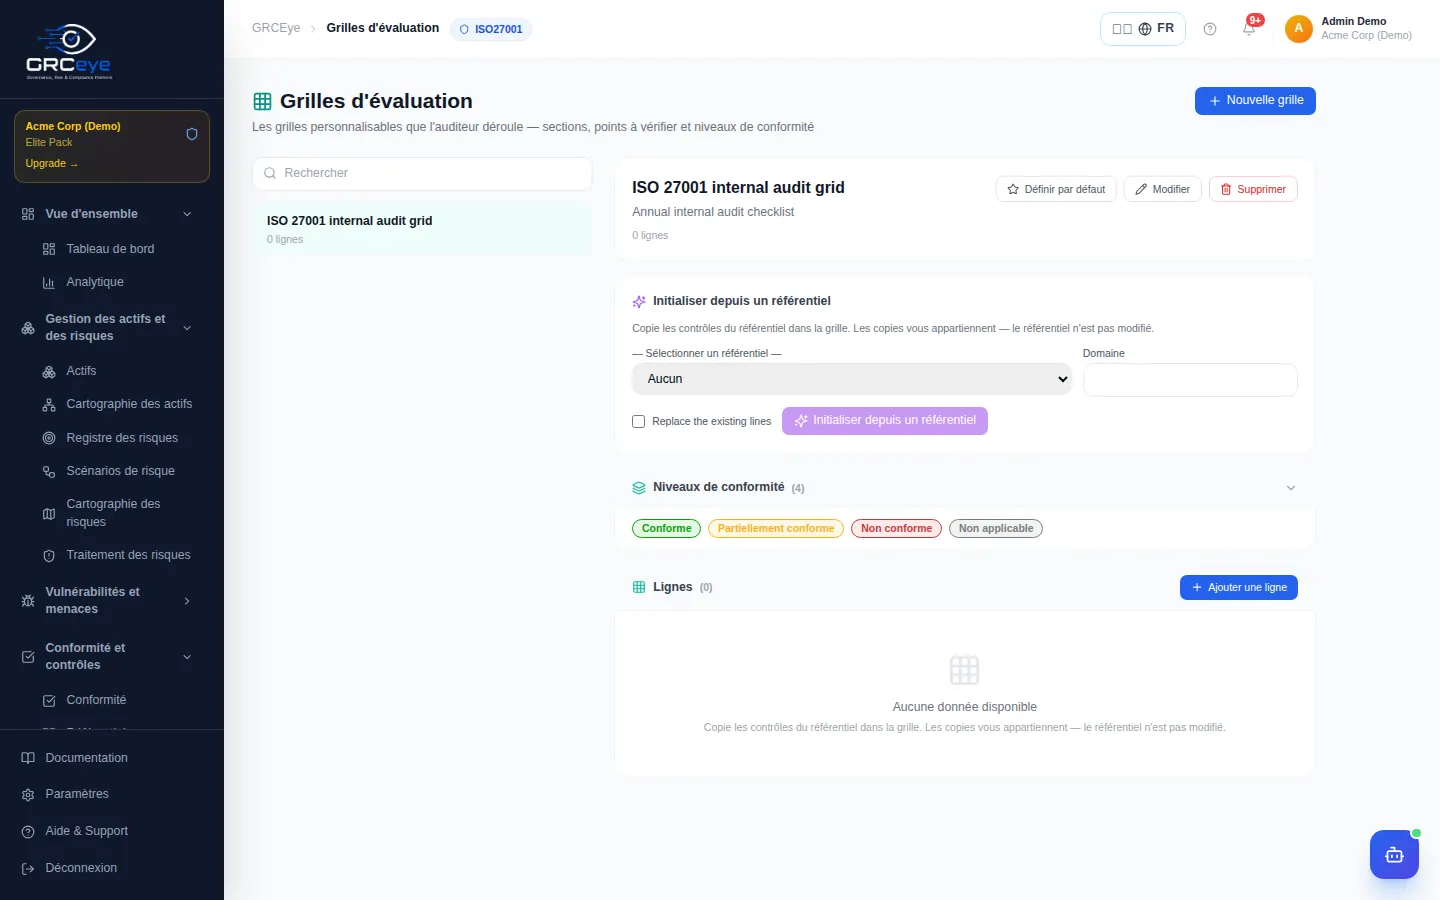 GRCeye
Governance, Risk & Compliance Platform
Acme Corp (Demo)
Elite Pack
Upgrade →
Vue d'ensemble
Tableau de bord
Analytique
Gestion des actifs et
des risques
Actifs
Cartographie des actifs
Registre des risques
Scénarios de risque
Cartographie des
risques
Traitement des risques
Vulnérabilités et
menaces
Conformité et
contrôles
Conformité
Documentation
Paramètres
Aide & Support
Déconnexion
GRCEye
Grilles d'évaluation
ISO27001
FR
9+
A
Admin Demo
Acme Corp (Demo)
Grilles d'évaluation
Les grilles personnalisables que l'auditeur déroule — sections, points à vérifier et niveaux de conformité
Nouvelle grille
Rechercher
ISO 27001 internal audit grid
0 lignes
ISO 27001 internal audit grid
Annual internal audit checklist
0 lignes
Définir par défaut
Modifier
Supprimer
Initialiser depuis un référentiel
Copie les contrôles du référentiel dans la grille. Les copies vous appartiennent — le référentiel n'est pas modifié.
— Sélectionner un référentiel —
Domaine
Aucun
Replace the existing lines
Initialiser depuis un référentiel
Niveaux de conformité (4)
Conforme
Partiellement conforme
Non conforme
Non applicable
Lignes (0)
Ajouter une ligne
Aucune donnée disponible
Copie les contrôles du référentiel dans la grille. Les copies vous appartiennent — le référentiel n'est pas modifié.